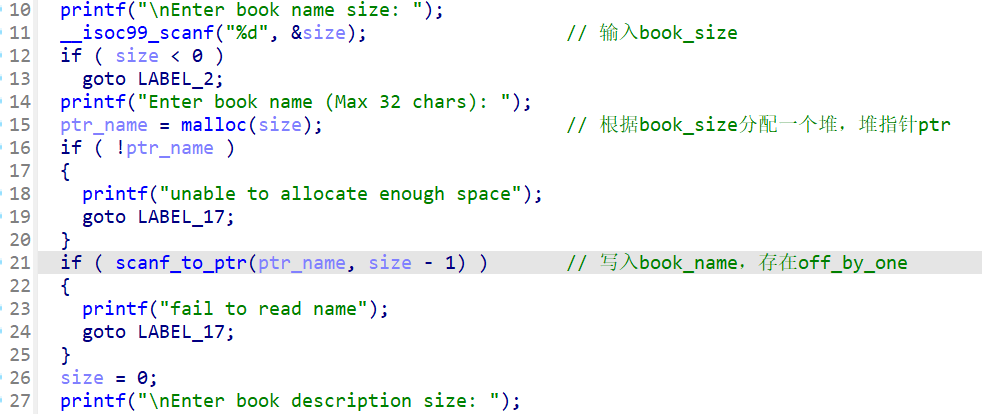 10 printf("\nEnter book name size: ");
11 __isoc99_scanf("%d", &size); // 输入book_size
12 if ( size < 0 )
13 goto LABEL_2;
14 printf("Enter book name (Max 32 chars): ");
15 ptr_name = malloc(size); // 根据book_size分配一个堆，堆指针ptr
16 if ( !ptr_name )
17 {
18 printf("unable to allocate enough space");
19 goto LABEL_17;
20 }
21 if ( scanf_to_ptr(ptr_name, size - 1) ) // 写入book_name，存在off_by_one
22 {
23 printf("fail to read name");
24 goto LABEL_17;
25 }
26 size = 0;
27 printf("\nEnter book description size: ");